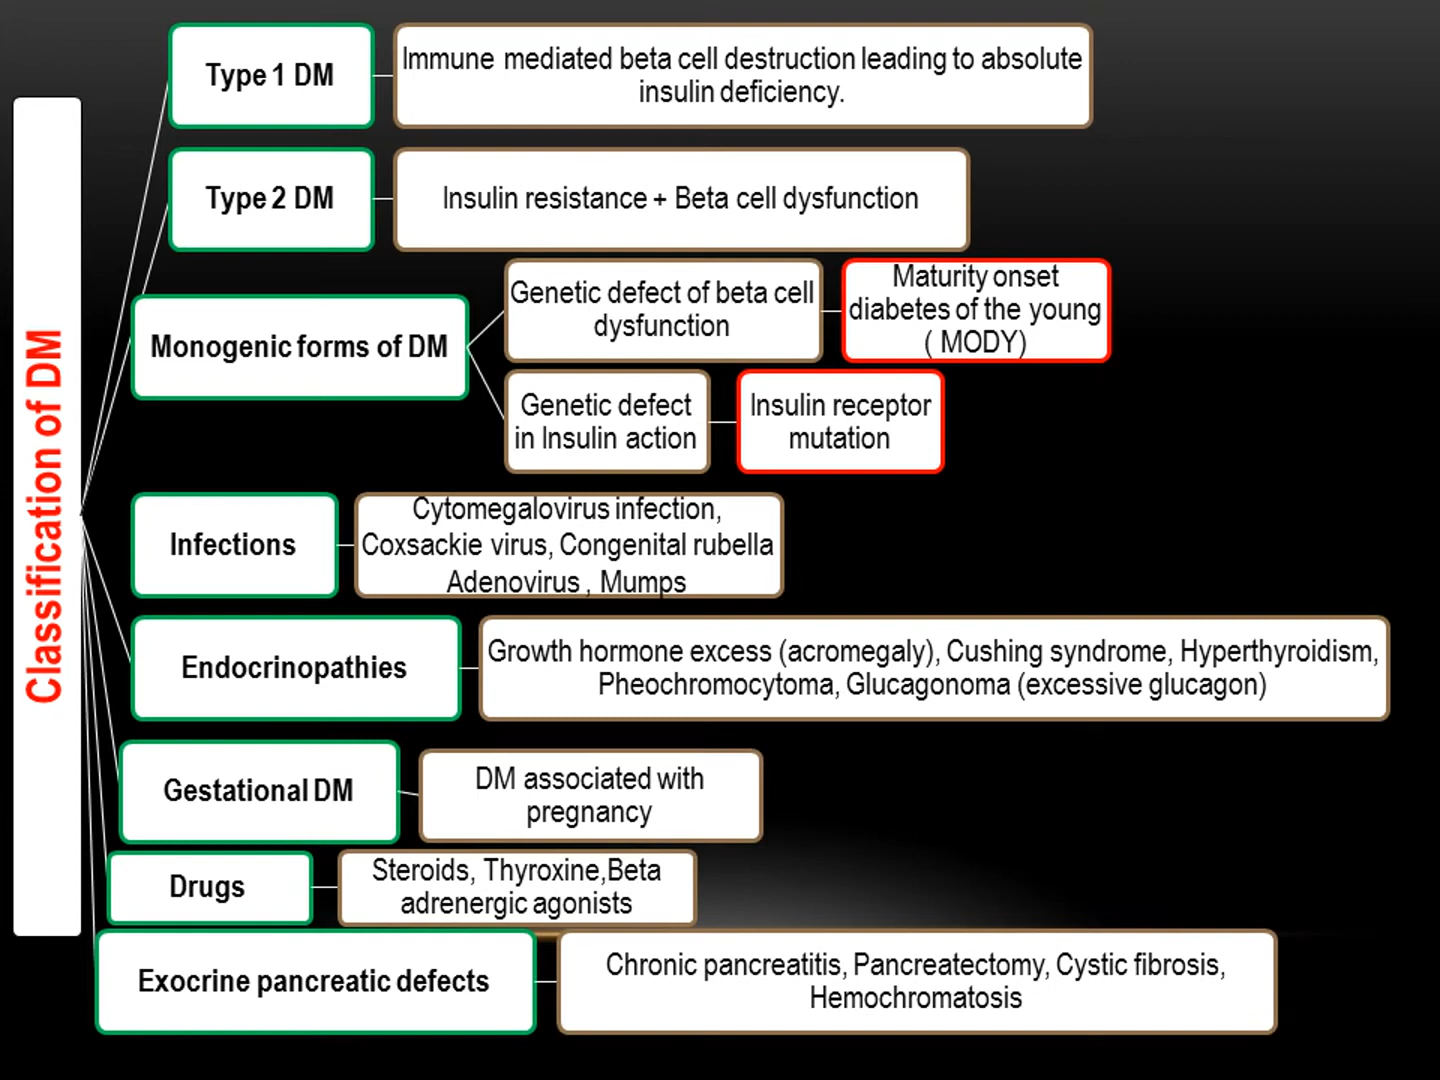 Classification of DM
Type 1 DM
Immune mediated beta cell destruction leading to absolute
insulin deficiency.
Type 2 DM
Insulin resistance + Beta cell dysfunction
Monogenic forms of DM
Genetic defect of beta cell
dysfunction
Maturity onset
diabetes of the young
( MODY)
Genetic defect
in Insulin action
Insulin receptor
mutation
Infections
Cytomegalovirus infection,
Coxsackie virus, Congenital rubella
Adenovirus , Mumps
Endocrinopathies
Growth hormone excess (acromegaly), Cushing syndrome, Hyperthyroidism,
Pheochromocytoma, Glucagonoma (excessive glucagon)
Gestational DM
DM associated with
pregnancy
Drugs
Steroids, Thyroxine,Beta
adrenergic agonists
Exocrine pancreatic defects
Chronic pancreatitis, Pancreatectomy, Cystic fibrosis,
Hemochromatosis